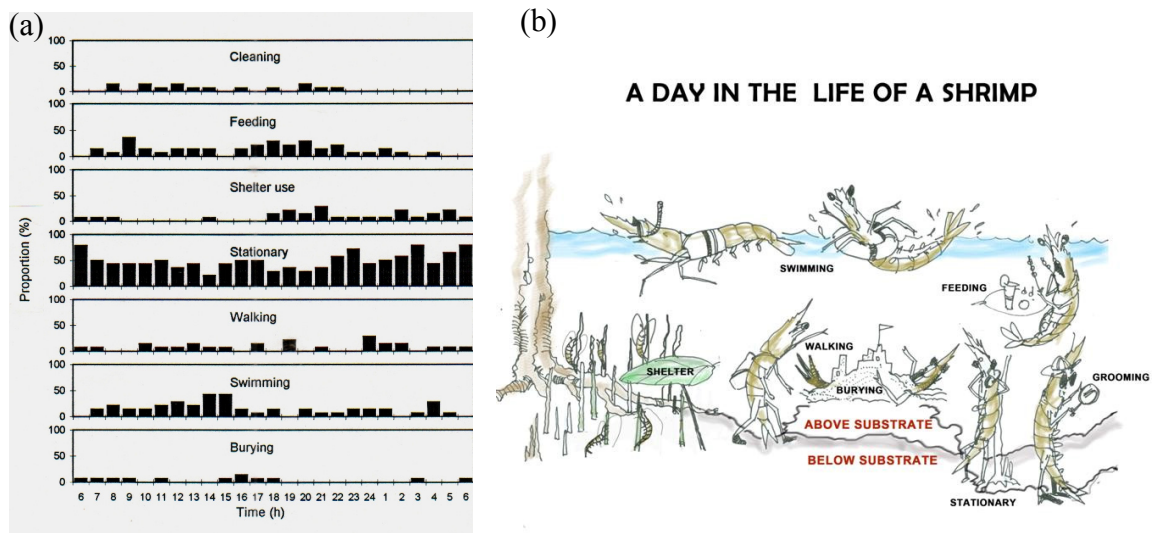 (a)
100
50
0
Cleaning
100
50
0
Feeding
100
50
0
Shelter use
100
50
0
Stationary
100
50
0
Walking
100
50
0
Swimming
100
50
0
Burying
Proportion (%)
6 7 8 9 10 11 12 13 14 15 16 17 18 19 20 21 22 23 24 1 2 3 4 5 6
Time (h)
(b)
A DAY IN THE LIFE OF A SHRIMP
SWIMMING
FEEDING
WALKING
SHELTER
BURYING
GROOMING
ABOVE SUBSTRATE
BELOW SUBSTRATE
STATIONARY